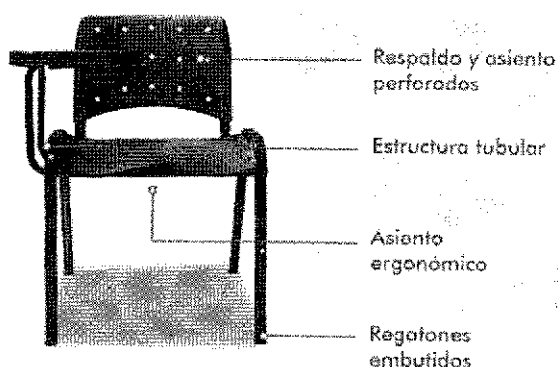 Respaldo y asiento
perforados
Estructura tubular
Asiento
ergonómico
Regatones
embutidos